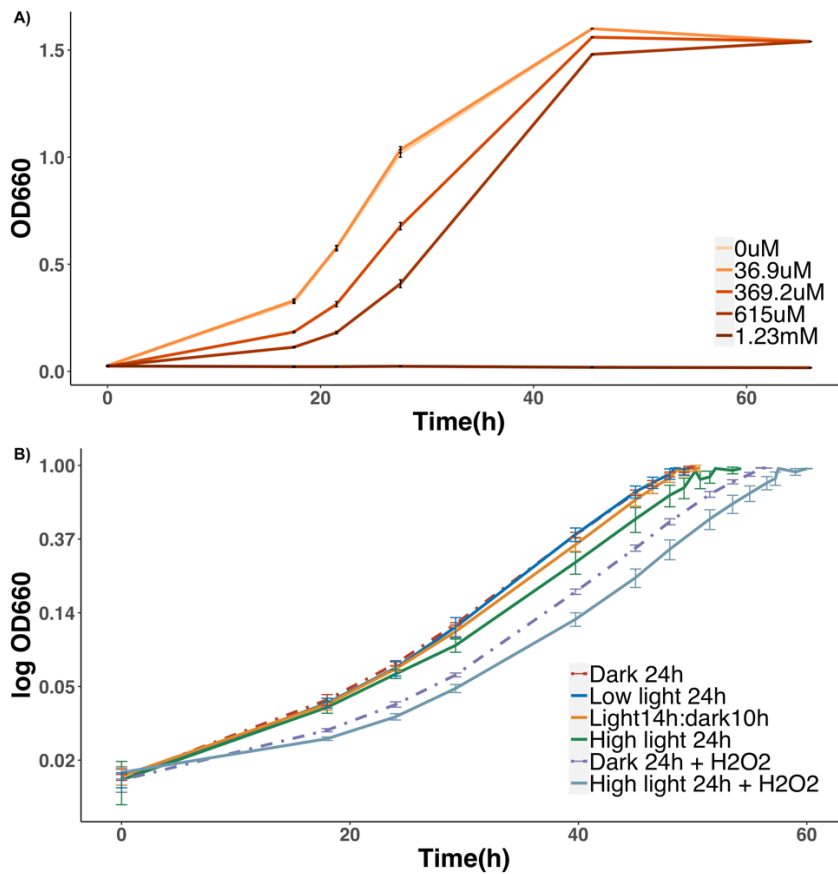 A)
OD660
1.5
1.0
0.5
0.0
0uM
36.9uM
369.2uM
615uM
1.23mM
0
20
40
60
Time(h)
B)
log OD660
1.00
0.37
0.14
0.05
0.02
Dark 24h
Low light 24h
Light14h:dark10h
High light 24h
Dark 24h + H2O2
High light 24h + H2O2
0
20
40
60
Time(h)